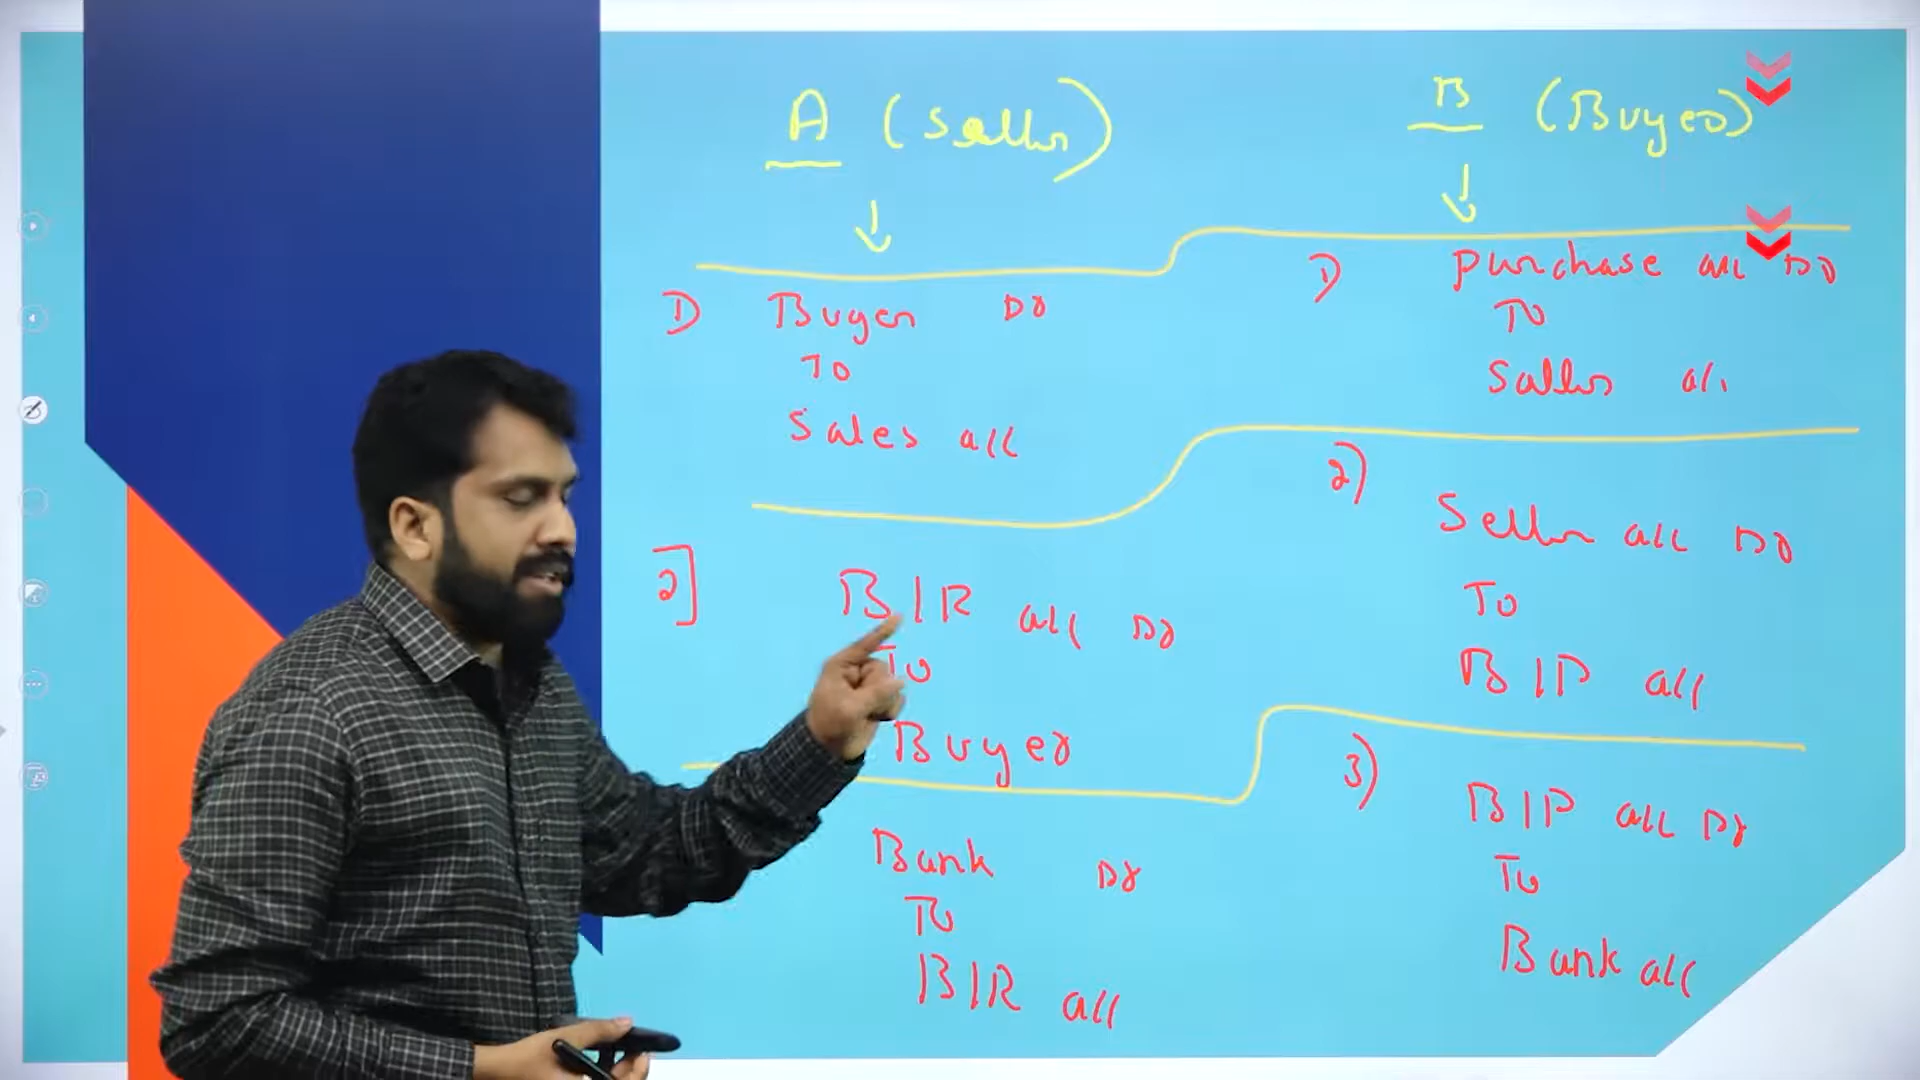 A (Seller)
B (Buyer)
1) Buyer Dr
To
Sales a/c
1) Purchase a/c Dr
To
Seller a/c
2] B/R a/c Dr
To
Buyer
2)
Seller a/c Dr
To
B/P a/c
Bank Dr
To
B/R a/c
3) B/P a/c Dr
To
Bank a/c